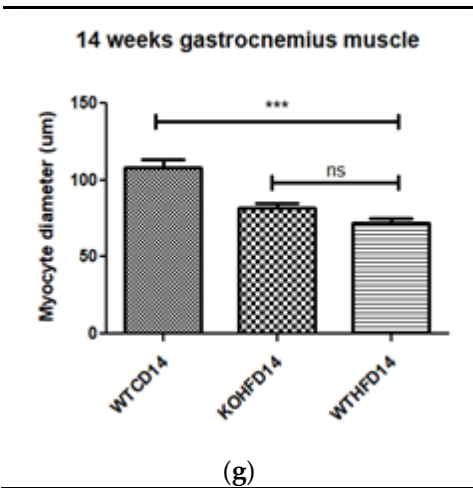 14 weeks gastrocnemius muscle
Myocyte diameter (um)
150
100
50
0
***
ns
WTCD14
KOHFD14
WTHFD14
(g)